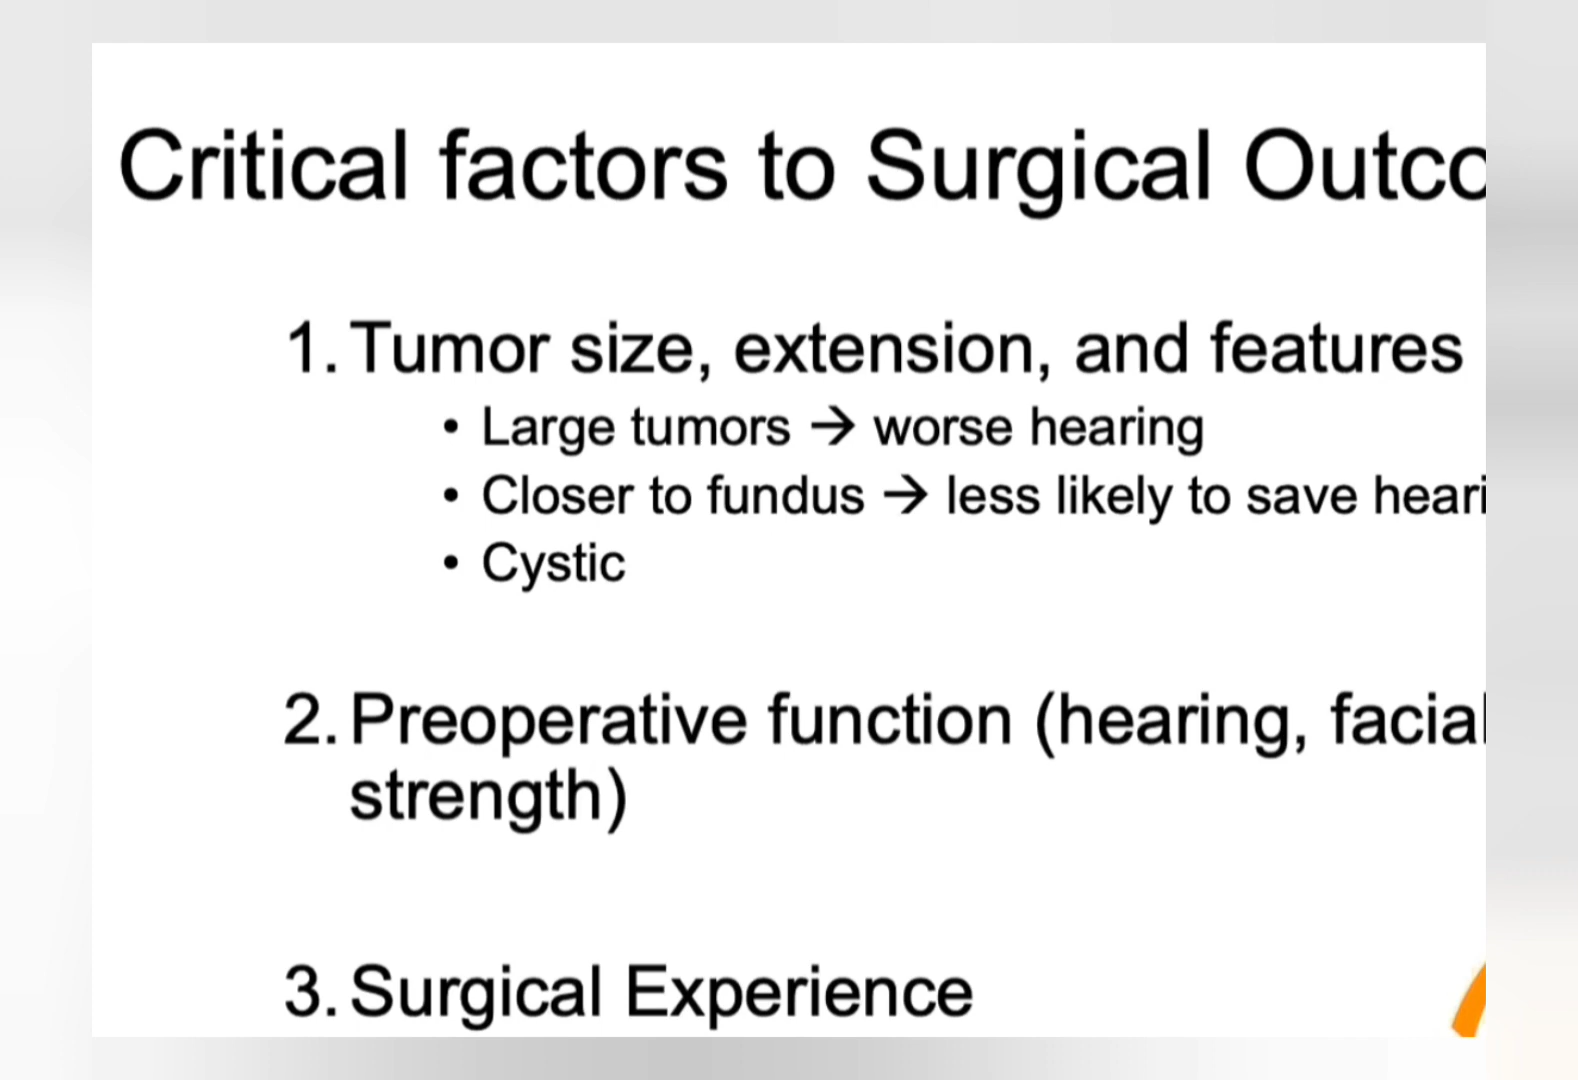 Critical factors to Surgical Outco
1. Tumor size, extension, and features
• Large tumors → worse hearing
• Closer to fundus → less likely to save heari
• Cystic
2. Preoperative function (hearing, facial
strength)
3. Surgical Experience